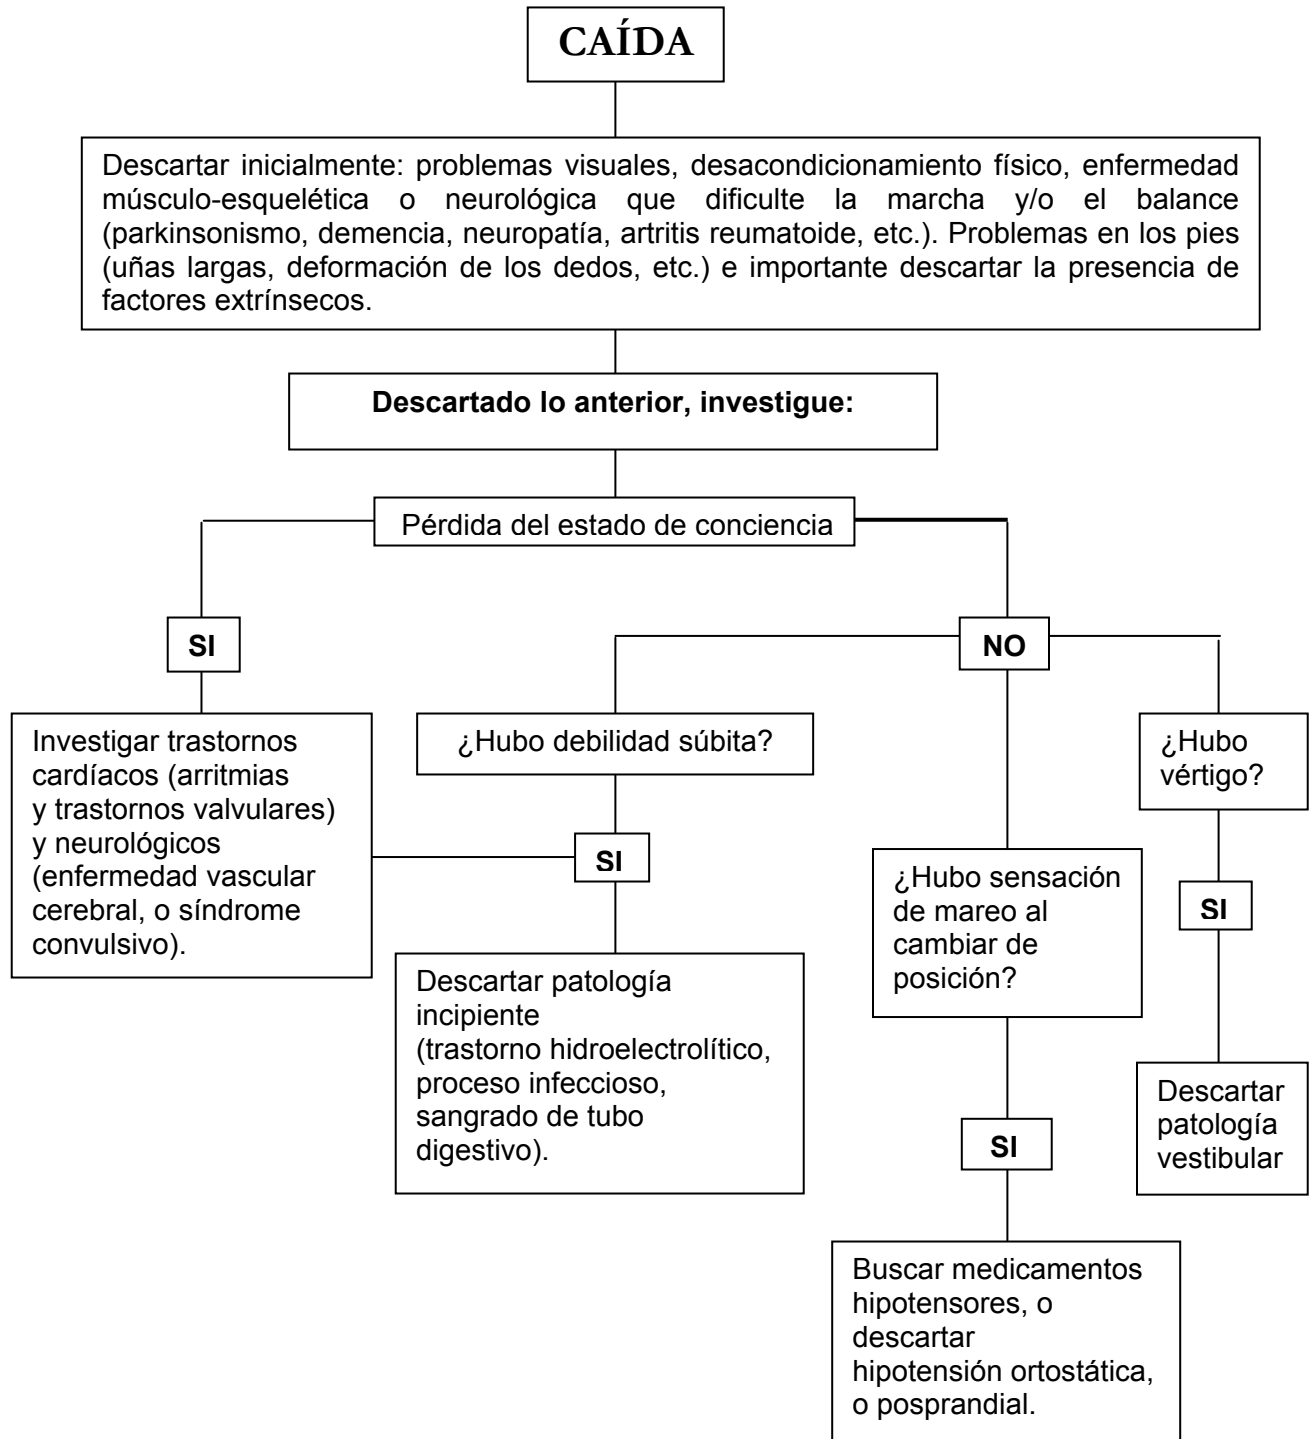 CAÍDA
Descartar inicialmente: problemas visuales, desacondicionamiento físico, enfermedad
músculo-esquelética o neurológica que dificulte la marcha y/o el balance
(parkinsonismo, demencia, neuropatía, artritis reumatoide, etc.). Problemas en los pies
(uñas largas, deformación de los dedos, etc.) e importante descartar la presencia de
factores extrínsecos.
Descartado lo anterior, investigue:
Pérdida del estado de conciencia
SI
NO
Investigar trastornos
cardíacos (arritmias
y trastornos valvulares)
y neurológicos
(enfermedad vascular
cerebral, o síndrome
convulsivo).
¿Hubo debilidad súbita?
SI
Descartar patología
incipiente
(trastorno hidroelectrolítico,
proceso infeccioso,
sangrado de tubo
digestivo).
¿Hubo sensación
de mareo al
cambiar de
posición?
SI
Buscar medicamentos
hipotensores, o
descartar
hipotensión ortostática,
o posprandial.
¿Hubo
vértigo?
SI
Descartar
patología
vestibular